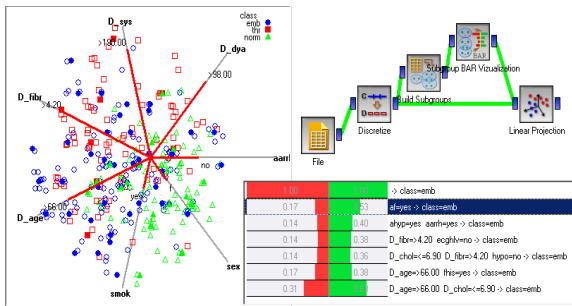 D_sys
class
emb
thr
norm
>180.00
D_dya
>98.00
D_fibr
>4.20
no
aarrh
yes
>66.00
D_age
sex
smok
Subgroup BAR Vizualization
Build Subgroups
Discretize
File
Linear Projection
1.00 -> class=emb
0.17 af=yes -> class=emb
0.14 0.40 ahyp=yes aarrh=yes -> class=emb
0.14 0.38 D_fibr=>4.20 ecghlv=no -> class=emb
0.14 0.36 D_chol=<=6.90 D_fibr=>4.20 hypo=no -> class=emb
0.17 0.38 D_age=>66.00 this=yes -> class=emb
0.31 D_age=>66.00 D_chol=<=6.90 -> class=emb